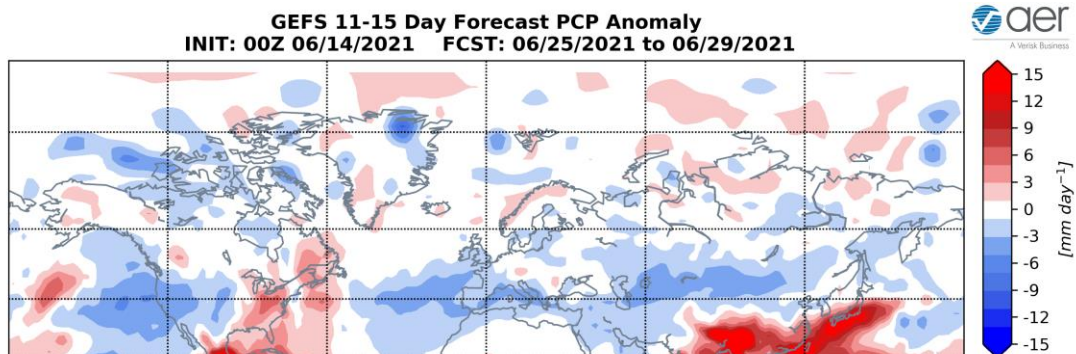 GEFS 11-15 Day Forecast PCP Anomaly
INIT: 00Z 06/14/2021 FCST: 06/25/2021 to 06/29/2021
aer
A Verisk Business
15
12
9
6
3
0
-3
-6
-9
-12
-15
[mm day⁻¹]